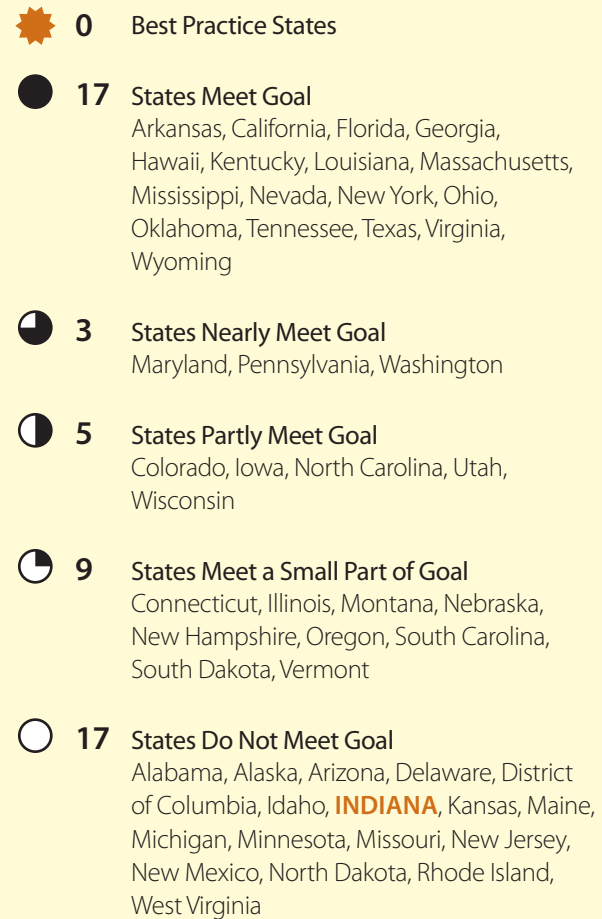 0 Best Practice States
17 States Meet Goal
Arkansas, California, Florida, Georgia,
Hawaii, Kentucky, Louisiana, Massachusetts,
Mississippi, Nevada, New York, Ohio,
Oklahoma, Tennessee, Texas, Virginia,
Wyoming
3 States Nearly Meet Goal
Maryland, Pennsylvania, Washington
5 States Partly Meet Goal
Colorado, Iowa, North Carolina, Utah,
Wisconsin
9 States Meet a Small Part of Goal
Connecticut, Illinois, Montana, Nebraska,
New Hampshire, Oregon, South Carolina,
South Dakota, Vermont
17 States Do Not Meet Goal
Alabama, Alaska, Arizona, Delaware, District
of Columbia, Idaho, INDIANA, Kansas, Maine,
Michigan, Minnesota, Missouri, New Jersey,
New Mexico, North Dakota, Rhode Island,
West Virginia